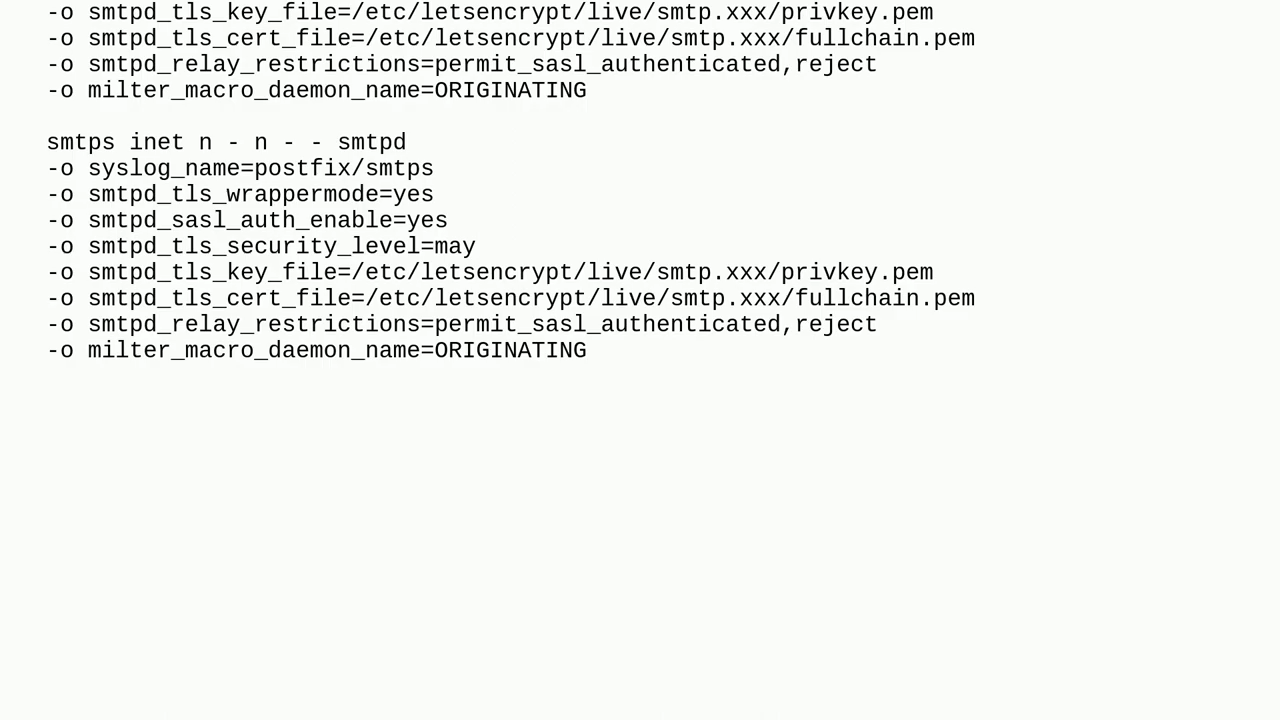 -o smtpd_tls_key_file=/etc/letsencrypt/live/smtp.xxx/privkey.pem
-o smtpd_tls_cert_file=/etc/letsencrypt/live/smtp.xxx/fullchain.pem
-o smtpd_relay_restrictions=permit_sasl_authenticated,reject
-o milter_macro_daemon_name=ORIGINATING

smtps inet n - n - - smtpd
-o syslog_name=postfix/smtps
-o smtpd_tls_wrappermode=yes
-o smtpd_sasl_auth_enable=yes
-o smtpd_tls_security_level=may
-o smtpd_tls_key_file=/etc/letsencrypt/live/smtp.xxx/privkey.pem
-o smtpd_tls_cert_file=/etc/letsencrypt/live/smtp.xxx/fullchain.pem
-o smtpd_relay_restrictions=permit_sasl_authenticated,reject
-o milter_macro_daemon_name=ORIGINATING